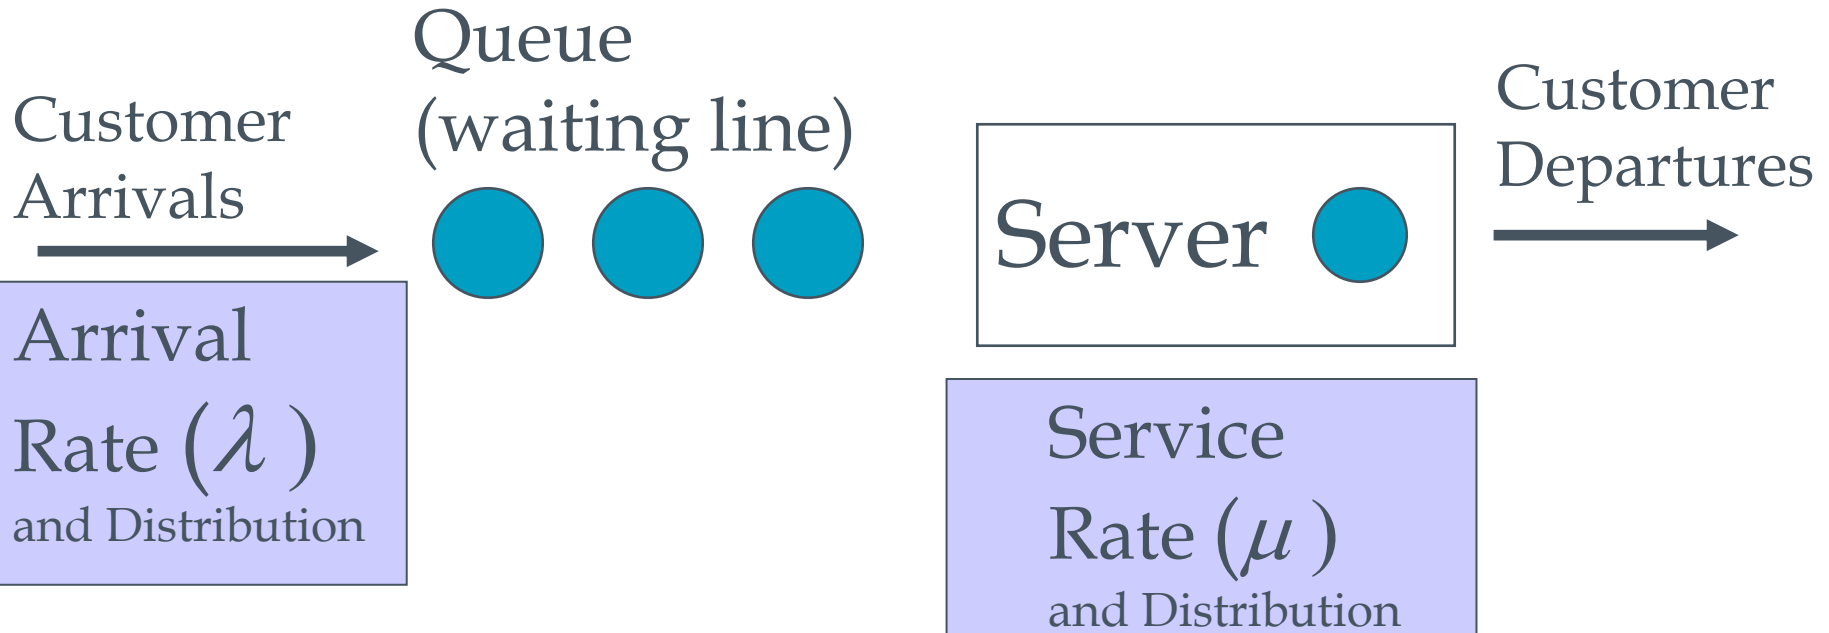 Queue
(waiting line)
Customer
Arrivals
Customer
Departures
Server
Arrival
Rate (λ )
and Distribution
Service
Rate (μ )
and Distribution